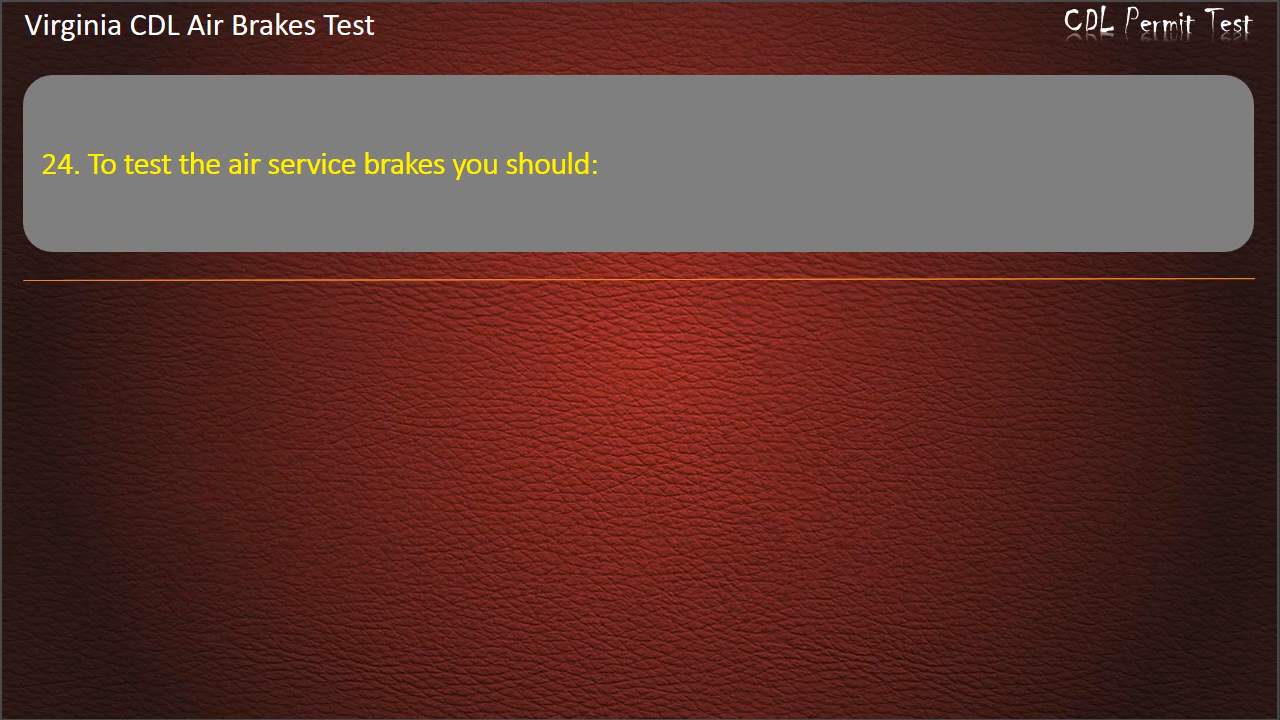 Virginia CDL Air Brakes Test
CDL Permit Test
24. To test the air service brakes you should: